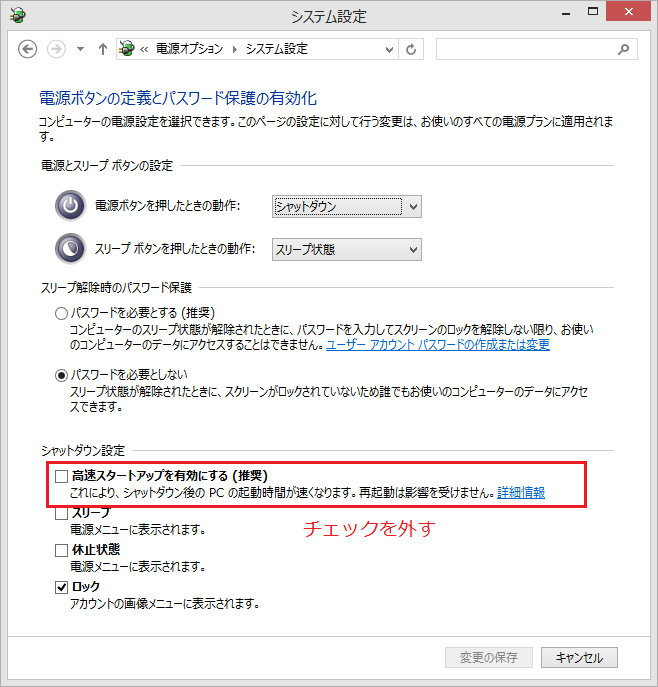 システム設定
« 電源オプション ▸ システム設定
電源ボタンの定義とパスワード保護の有効化
コンピューターの電源設定を選択できます。このページの設定に対して行う変更は、お使いのすべての電源プランに適用されま
す。
電源とスリープ ボタンの設定
電源ボタンを押したときの動作: シャットダウン
スリープ ボタンを押したときの動作: スリープ状態
スリープ解除時のパスワード保護
パスワードを必要とする (推奨)
コンピューターのスリープ状態が解除されたときに、パスワードを入力してスクリーンのロックを解除しない限り、お使い
のコンピューターのデータにアクセスすることはできません。ユーザー アカウント パスワードの作成または変更
パスワードを必要としない
スリープ状態が解除されたときに、スクリーンがロックされていないため誰でもお使いのコンピューターのデータにアクセ
スできます。
シャットダウン設定
高速スタートアップを有効にする (推奨)
これにより、シャットダウン後の PC の起動時間が速くなります。再起動は影響を受けません。詳細情報
スリープ
電源メニューに表示されます。
チェックを外す
休止状態
電源メニューに表示されます。
ロック
アカウントの画像メニューに表示されます。
変更の保存 キャンセル